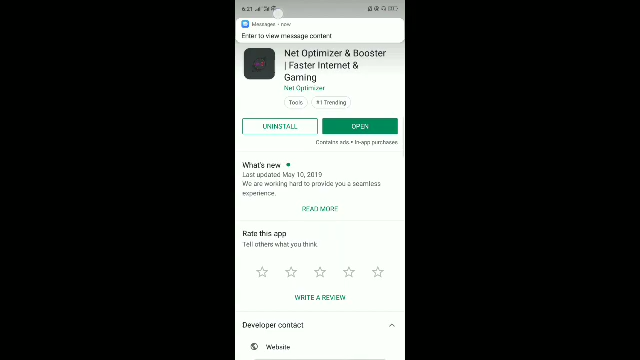 6:21
Messages • now
Enter to view message content
Net Optimizer & Booster
| Faster Internet &
Gaming
Net Optimizer
Tools
#1 Trending
UNINSTALL
OPEN
Contains ads • In-app purchases
What's new
Last updated May 10, 2019
We are working hard to provide you a seamless
experience.
READ MORE
Rate this app
Tell others what you think.
WRITE A REVIEW
Developer contact
Website